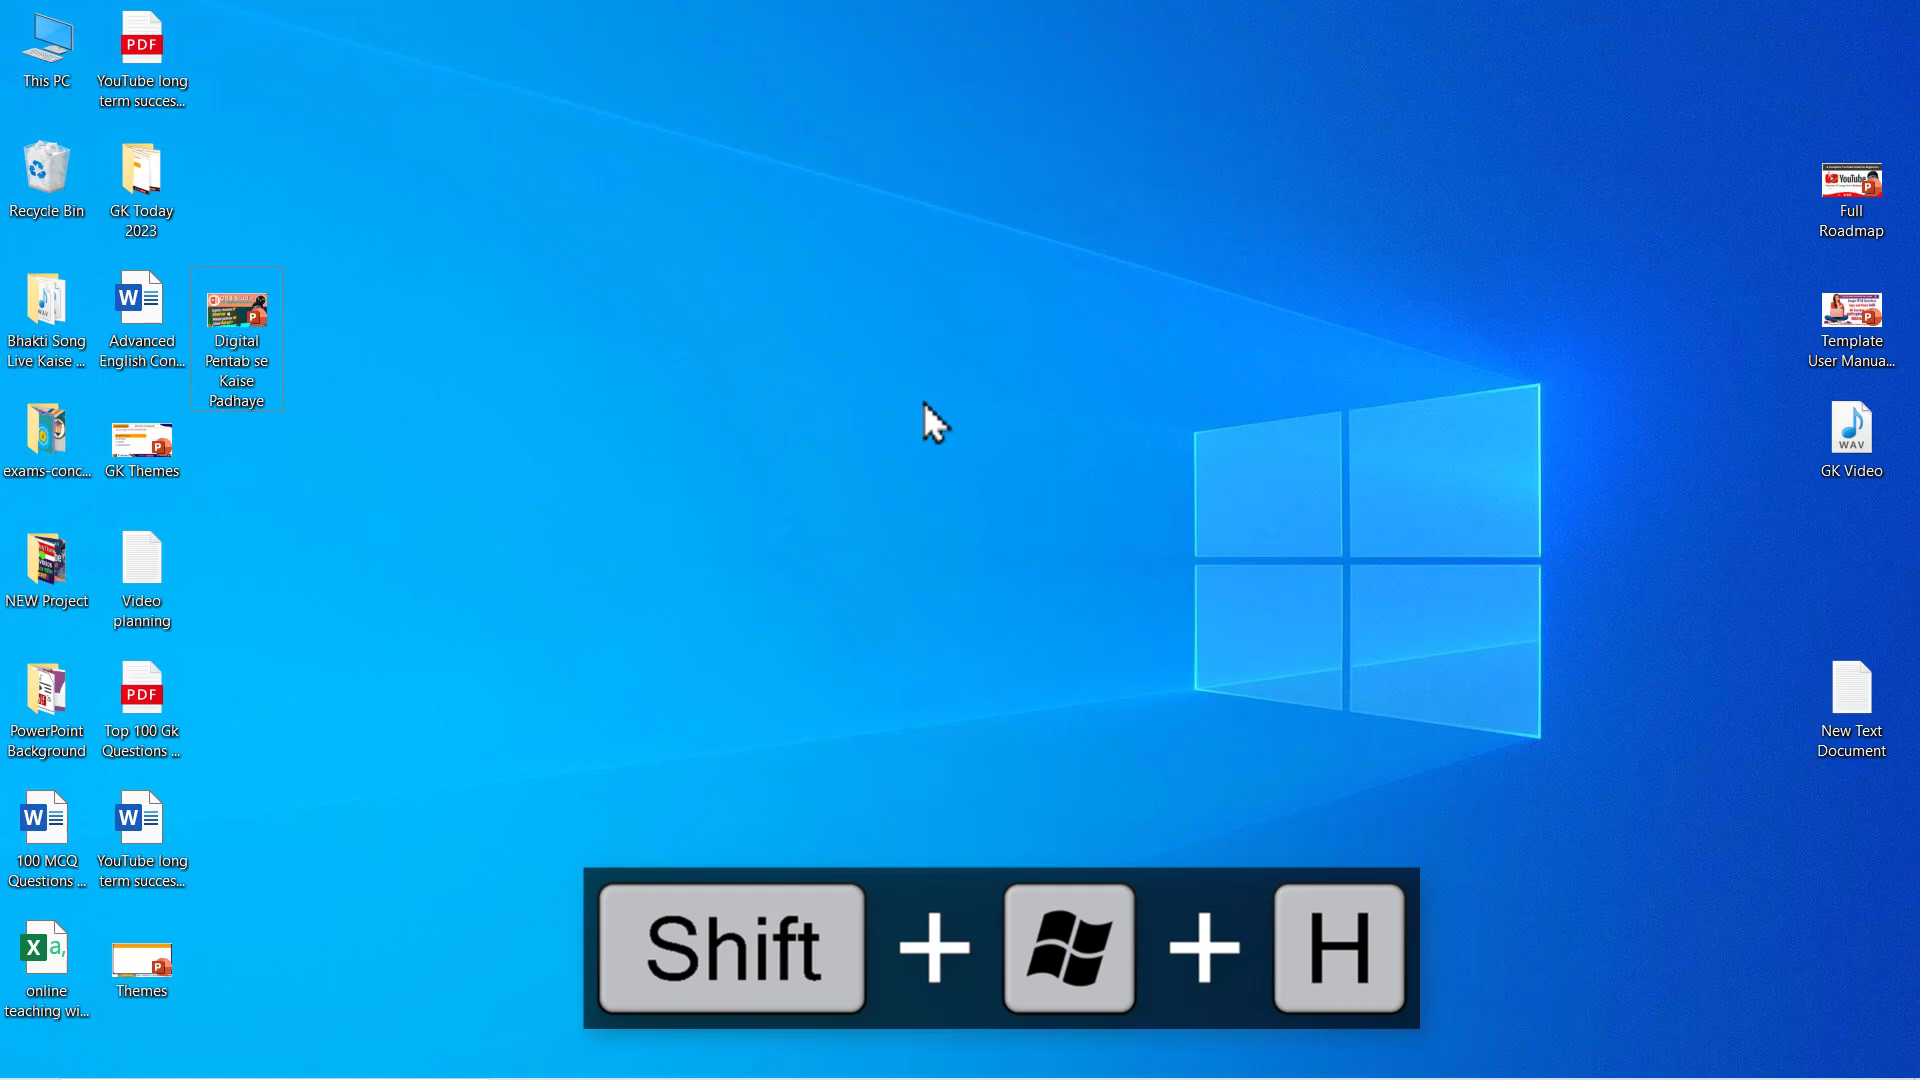 This PC
YouTube long
term succes...
Recycle Bin
GK Today
2023
Bhakti Song
Live Kaise ...
Advanced
English Con...
Digital
Pentab se
Kaise
Padhaye
exams-conc...
GK Themes
NEW Project
Video
planning
PowerPoint
Background
Top 100 Gk
Questions ...
100 MCQ
Questions ...
YouTube long
term succes...
online
teaching wi...
Themes
Full
Roadmap
Template
User Manua...
GK Video
New Text
Document
PDF
PDF
WAV
YouTube
Shift + + H